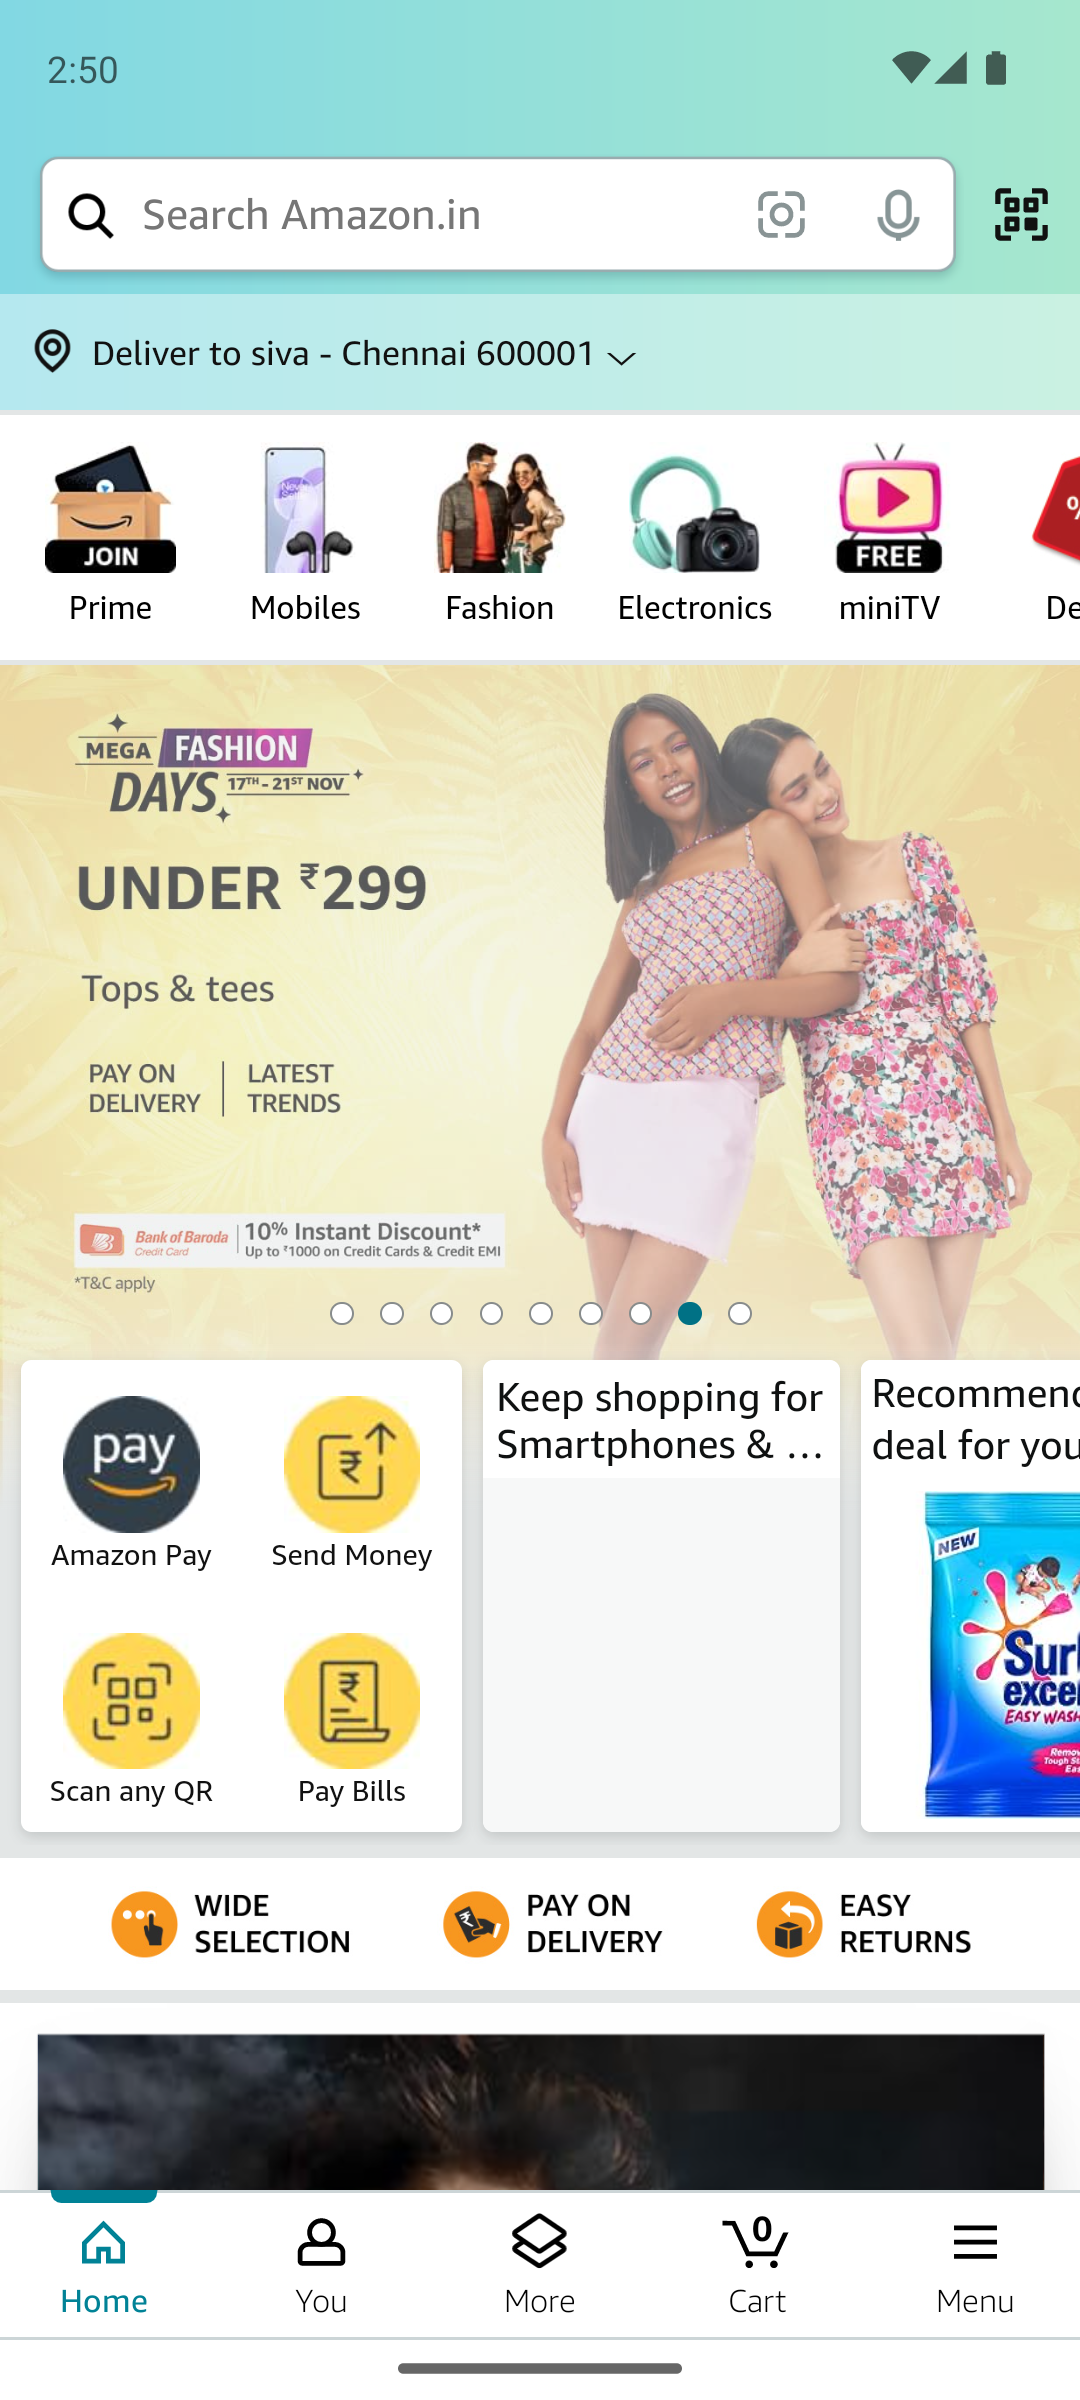 2:50
Search Amazon.in
Deliver to siva - Chennai 600001
JOIN
FREE
Prime
Mobiles
Fashion
Electronics
miniTV
De
MEGA FASHION
DAYS 17TH - 21ST NOV
UNDER ₹299
Tops & tees
PAY ON
DELIVERY
LATEST
TRENDS
Bank of Baroda
Credit Card
10% Instant Discount*
Up to ₹1000 on Credit Cards & Credit EMI
*T&C apply
pay
Amazon Pay
Send Money
Scan any QR
Pay Bills
Keep shopping for
Smartphones & ...
Recommend
deal for you
NEW
Surf
excel
EASY WASH
WIDE
SELECTION
PAY ON
DELIVERY
EASY
RETURNS
0
Home
You
More
Cart
Menu